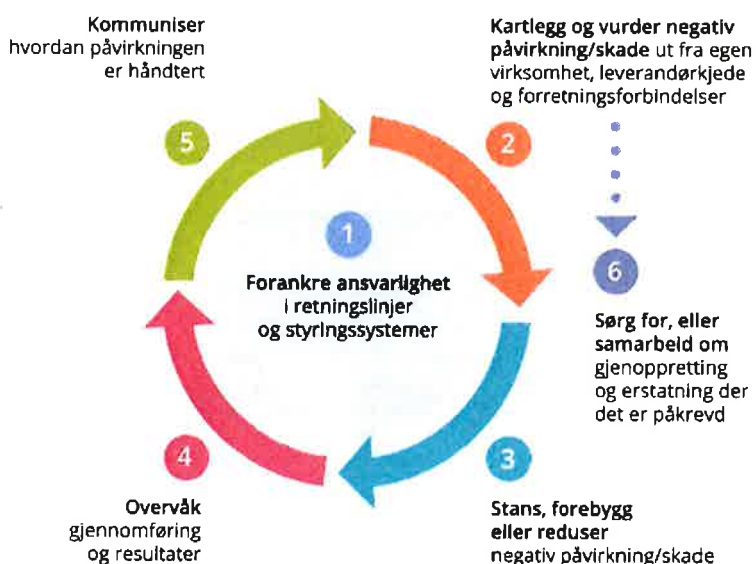 1
Forankre ansvarlighet
i retningslinjer
og styringssystemer
2
Kartlegg og vurder negativ
påvirkning/skade ut fra egen
virksomhet, leverandørkjede
og forretningsforbindelser
3
Stans, forebygg
eller reduser
negativ påvirkning/skade
4
Overvåk
gjennomføring
og resultater
5
Kommuniser
hvordan påvirkningen
er håndtert
6
Sørg for, eller
samarbeid om
gjenoppretting
og erstatning der
det er påkrevd